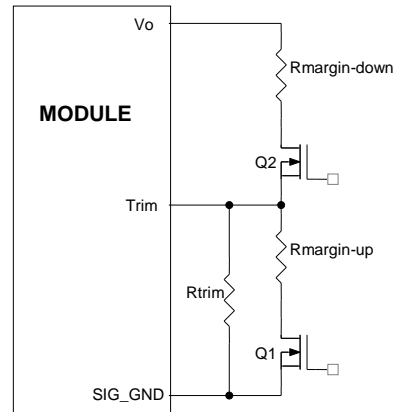 Vo
Rmargin-down
MODULE
Q2
Trim
Rmargin-up
Rtrim
Q1
SIG_GND